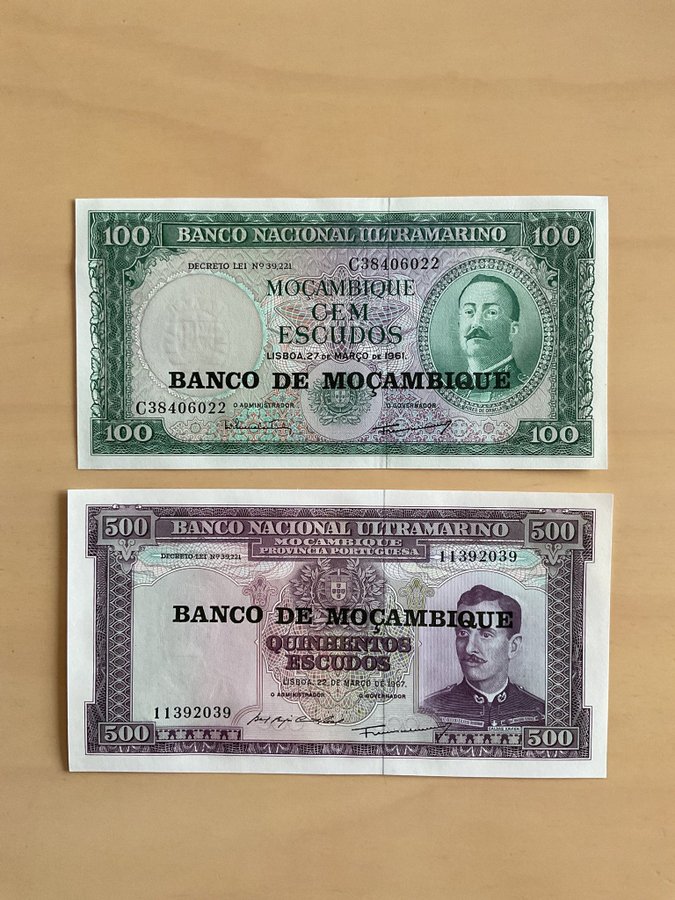 100 BANCO NACIONAL ULTRAMARINO 100
DECRETO LEI Nº 39,221 C38406022
MOÇAMBIQUE
CEM
ESCUDOS
LISBOA, 27 DE MARÇO DE 1961.
BANCO DE MOÇAMBIQUE
C38406022 O ADMINISTRADOR O GOVERNADOR
100 100
500 BANCO NACIONAL ULTRAMARINO 500
MOÇAMBIQUE
PROVINCIA PORTUGUESA
DECRETO-LEI Nº 39,221 11392039
BANCO DE MOÇAMBIQUE
QUINHENTOS
ESCUDOS
LISBOA, 22 DE MARÇO DE 1967.
O ADMINISTRADOR O GOVERNADOR
11392039
CALDAS XAVIER
500 500